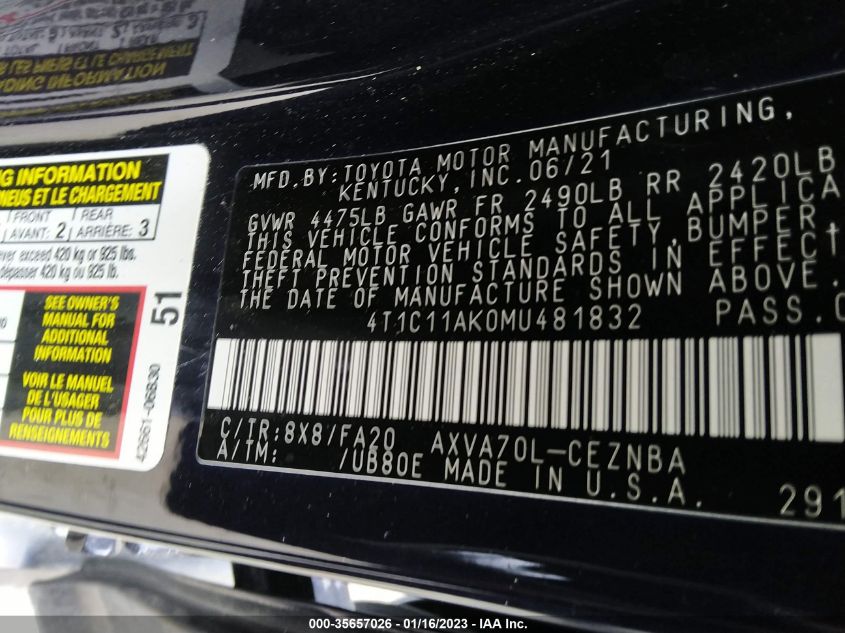 NG INFORMATION
NEUS ET LE CHARGEMENT
FRONT REAR
AVANT: 2 ARRIÈRE: 3
ever exceed 420 kg or 925 lbs.
dépasser 420 kg ou 925 lb.
SEE OWNER'S
MANUAL FOR
ADDITIONAL
INFORMATION
VOIR LE MANUEL
DE L'USAGER
POUR PLUS DE
RENSEIGNEMENTS
51
42661-06830
MFD.BY:TOYOTA MOTOR MANUFACTURING,
KENTUCKY, INC. 06/21
GVWR 4475LB GAWR FR 2490LB RR 2420LB
THIS VEHICLE CONFORMS TO ALL APPLICA
FEDERAL MOTOR VEHICLE SAFETY, BUMPER,
THEFT PREVENTION STANDARDS IN EFFECT
THE DATE OF MANUFACTURE SHOWN ABOVE.
4T1C11AK0MU481832 PASS.C
C/TR:8X8/FA20 AXVA70L-CEZNBA
A/TM: /UB80E MADE IN U.S.A.
291
000-35657026 - 01/16/2023 - IAA Inc.